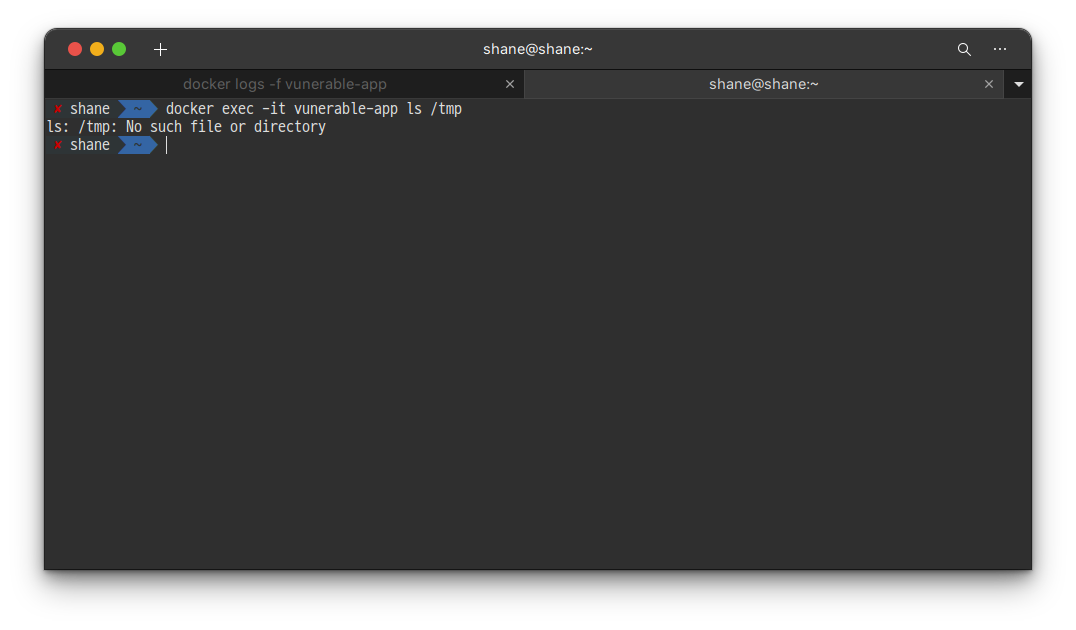 shane@shane:~
docker logs -f vunerable-app
shane@shane:~
✘ shane ~ docker exec -it vunerable-app ls /tmp
ls: /tmp: No such file or directory
✘ shane ~